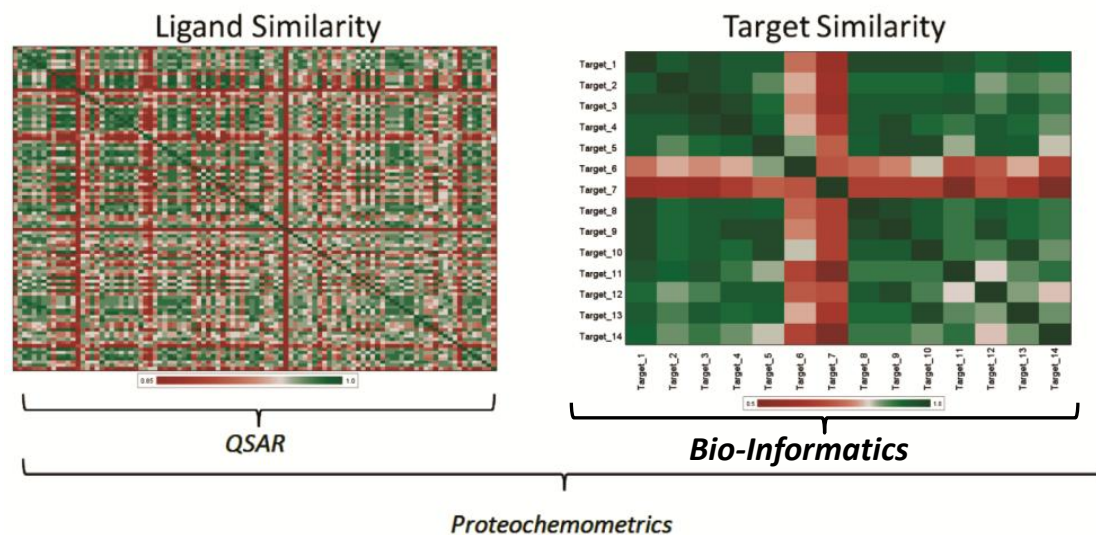 Ligand Similarity
Target Similarity
Target_1
Target_2
Target_3
Target_4
Target_5
Target_6
Target_7
Target_8
Target_9
Target_10
Target_11
Target_12
Target_13
Target_14
Target_1
Target_2
Target_3
Target_4
Target_5
Target_6
Target_7
Target_8
Target_9
Target_10
Target_11
Target_12
Target_13
Target_14
0.65 1.0
0.5 1.0
QSAR
Bio-Informatics
Proteochemometrics